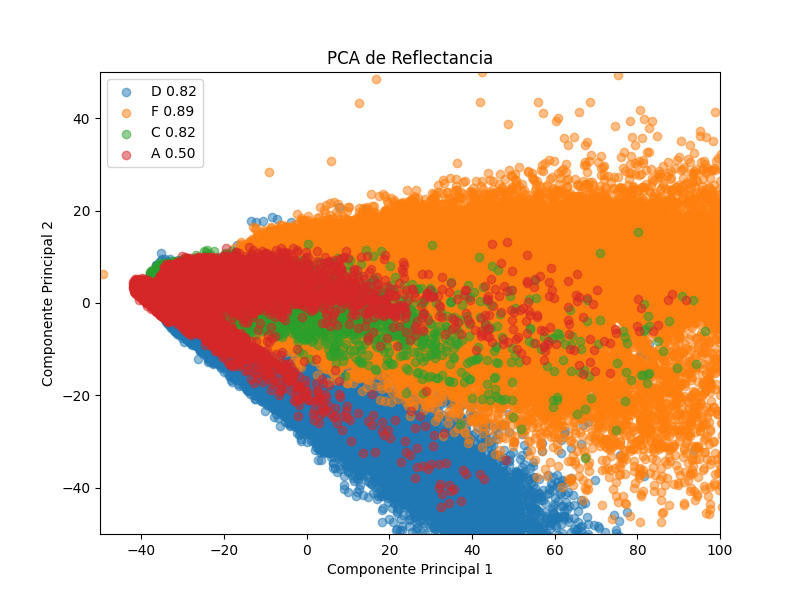 PCA de Reflectancia
D 0.82
F 0.89
C 0.82
A 0.50
Componente Principal 2
40
20
0
−20
−40
−40 −20 0 20 40 60 80 100
Componente Principal 1